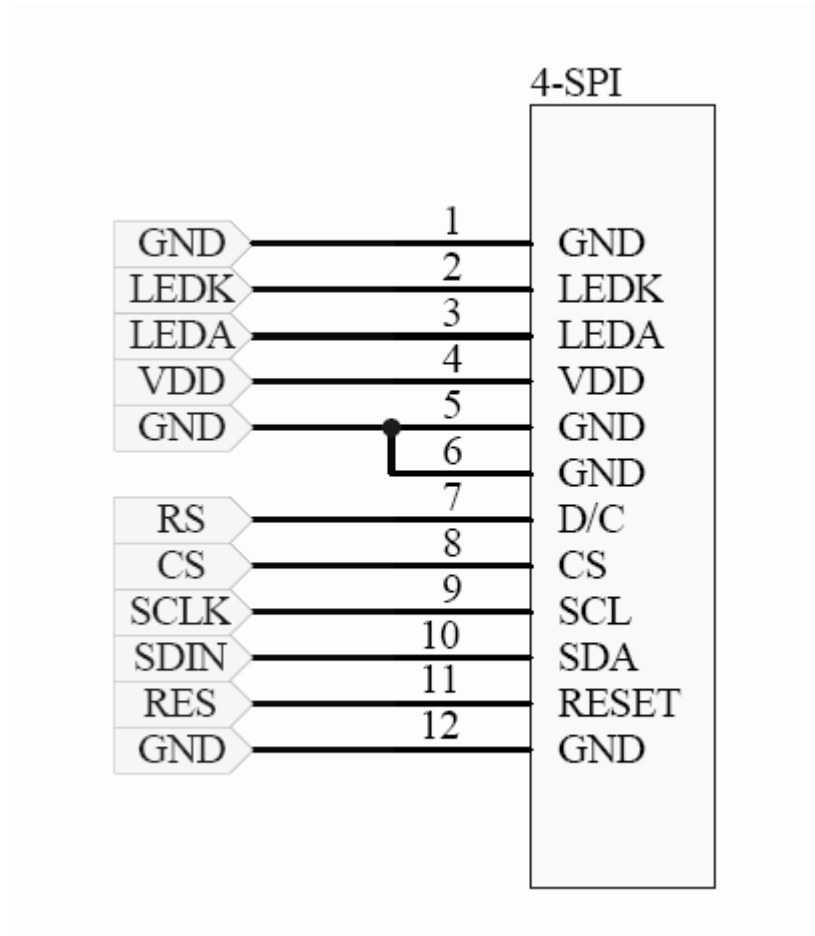 4-SPI
GND 1 GND
LEDK 2 LEDK
LEDA 3 LEDA
VDD 4 VDD
GND 5 GND
6 GND
RS 7 D/C
CS 8 CS
SCLK 9 SCL
SDIN 10 SDA
RES 11 RESET
GND 12 GND